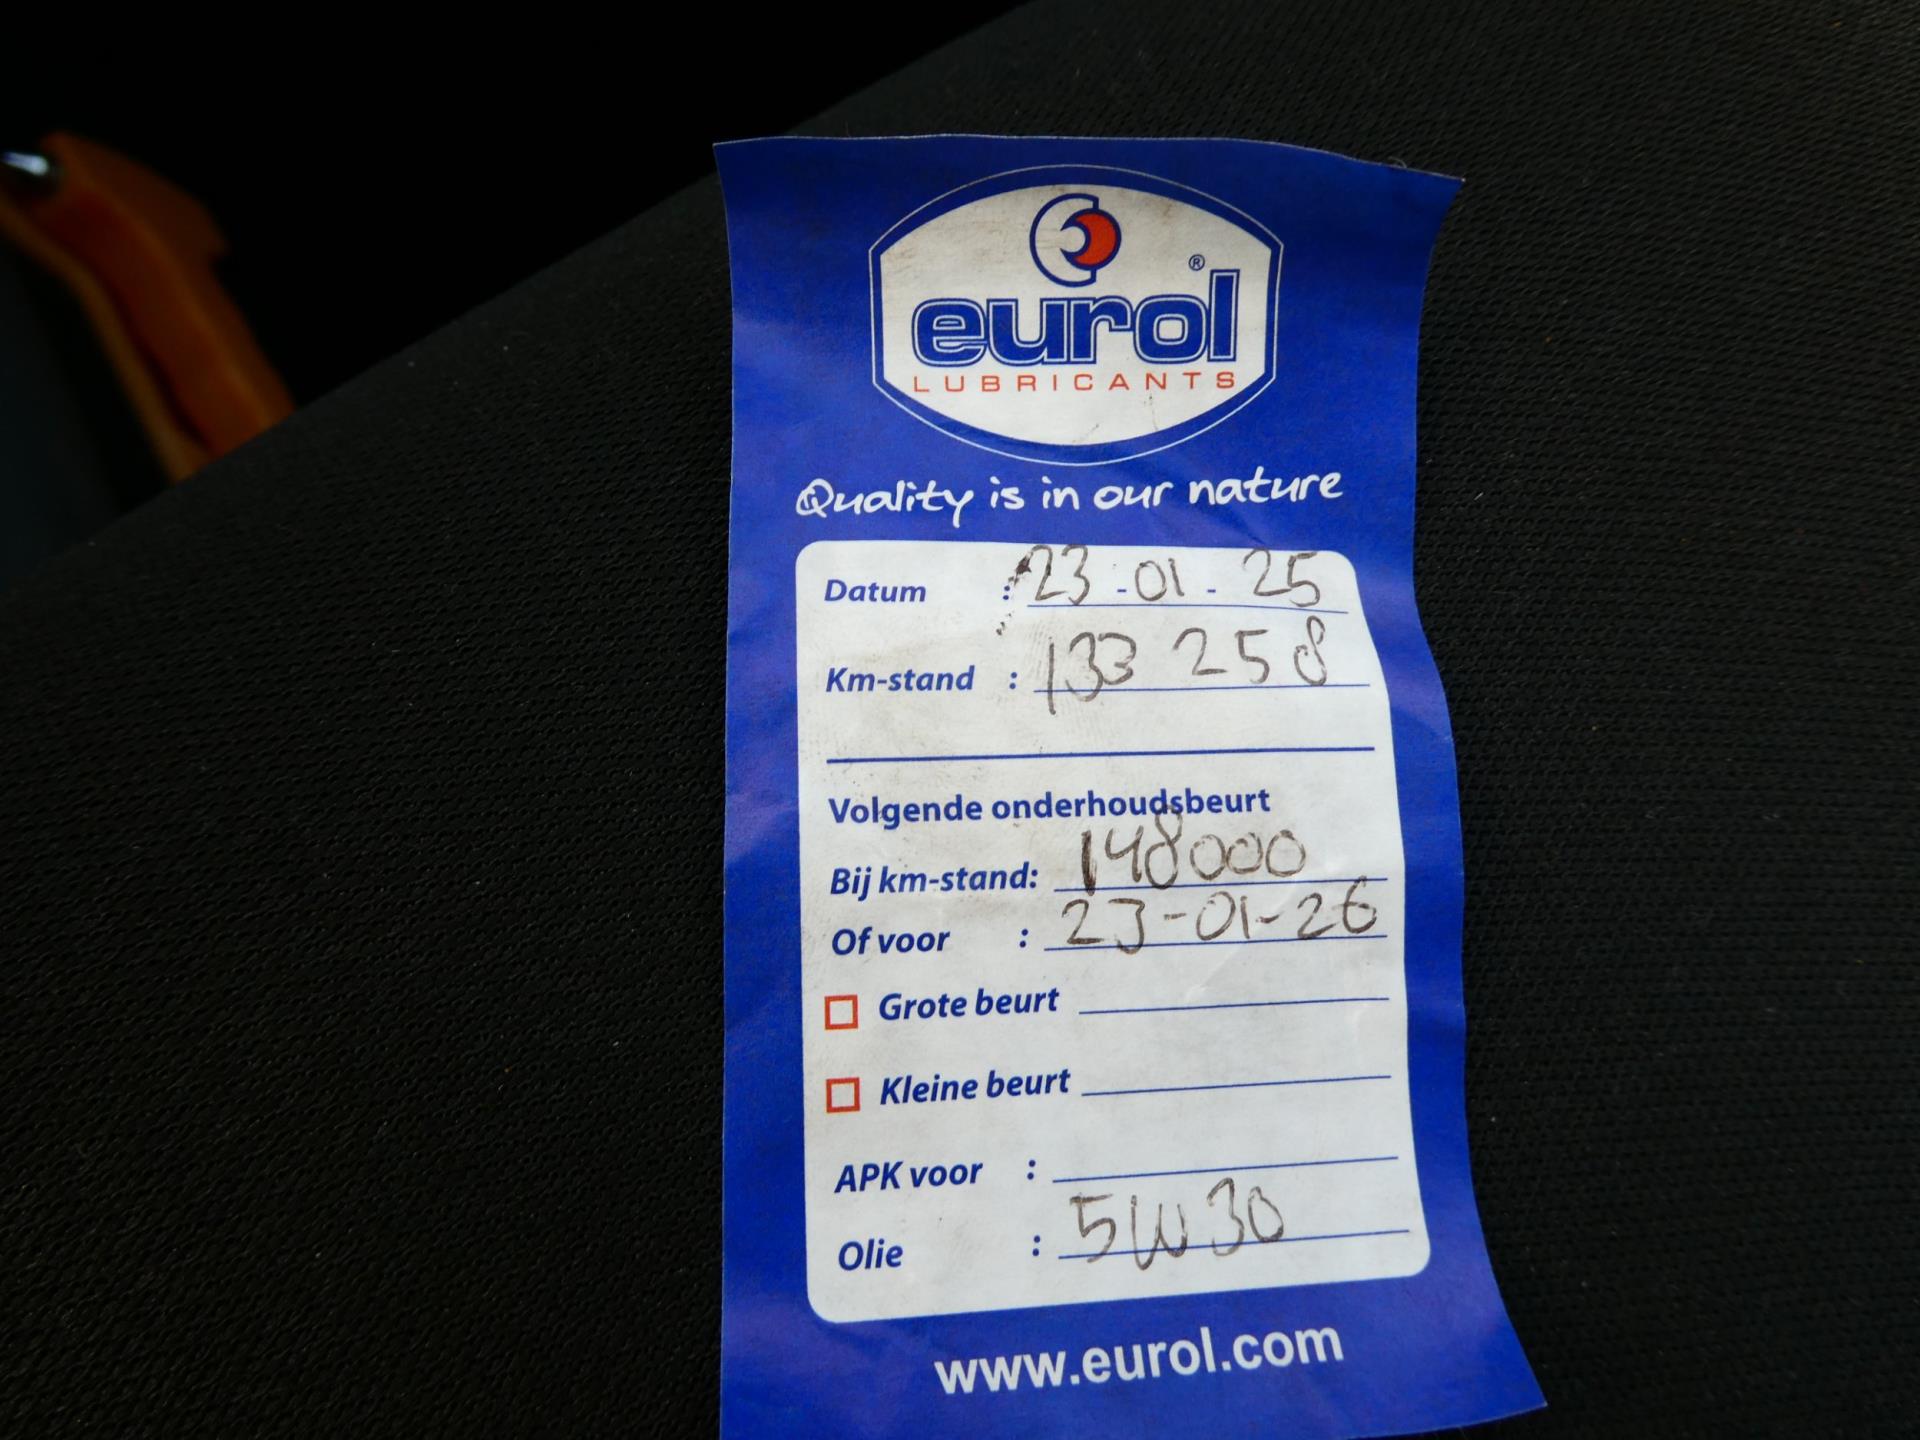 eurol®
LUBRICANTS
Quality is in our nature
Datum : 23-01-25
Km-stand : 133 258
Volgende onderhoudsbeurt
Bij km-stand: 148000
Of voor : 23-01-26
Grote beurt
Kleine beurt
APK voor :
Olie : 5W30
www.eurol.com